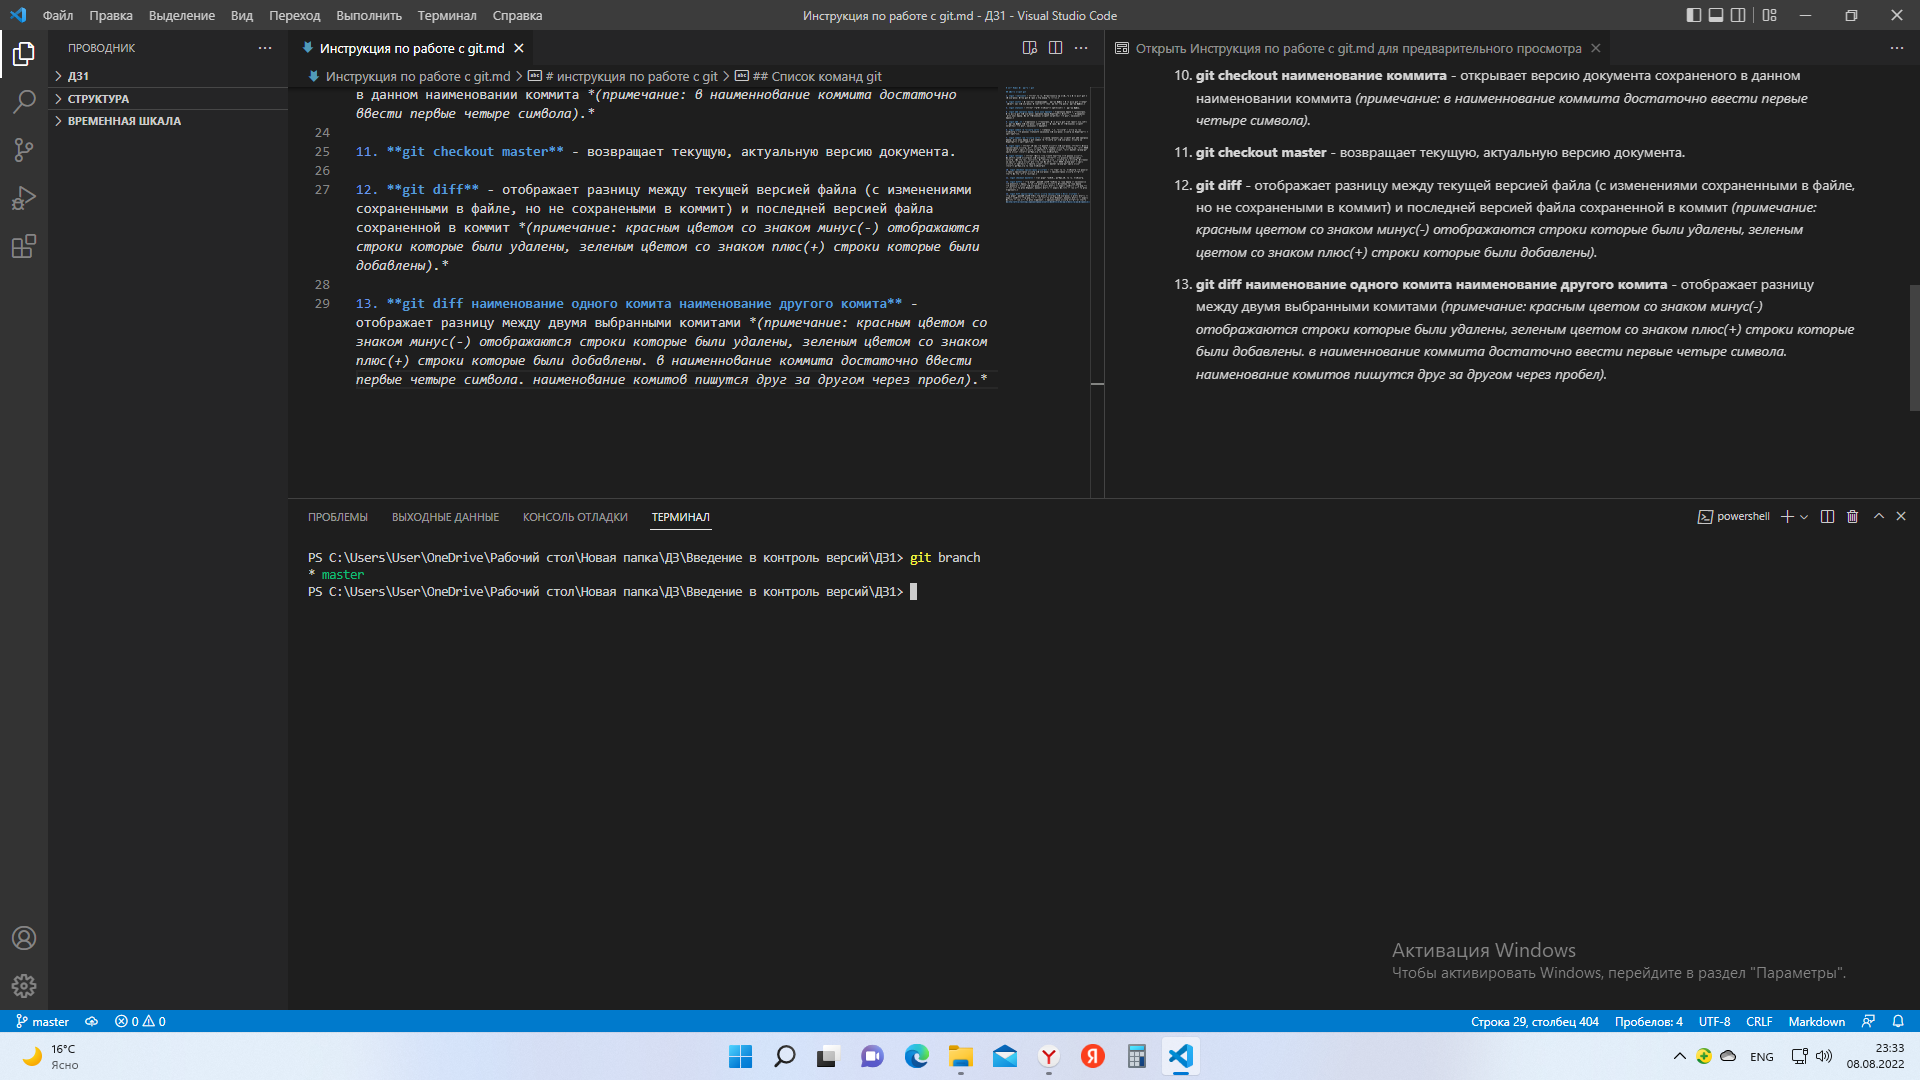 Файл Правка Выделение Вид Переход Выполнить Терминал Справка
Инструкция по работе с git.md - ДЗ1 - Visual Studio Code
ПРОВОДНИК
ДЗ1
СТРУКТУРА
ВРЕМЕННАЯ ШКАЛА
Инструкция по работе с git.md
Инструкция по работе с git.md > # инструкция по работе с git > ## Список команд git
в данном наименовании коммита *(примечание: в наименнование коммита достаточно
ввести первые четыре символа).*
24
25 11. **git checkout master** - возвращает текущую, актуальную версию документа.
26
27 12. **git diff** - отображает разницу между текущей версией файла (с изменениями
сохраненными в файле, но не сохранеными в коммит) и последней версией файла
сохраненной в коммит *(примечание: красным цветом со знаком минус(-) отображаются
строки которые были удалены, зеленым цветом со знаком плюс(+) строки которые были
добавлены).*
28
29 13. **git diff наименование одного комита наименование другого комита** -
отображает разницу между двумя выбранными комитами *(примечание: красным цветом со
знаком минус(-) отображаются строки которые были удалены, зеленым цветом со знаком
плюс(+) строки которые были добавлены. в наименнование коммита достаточно ввести
первые четыре символа. наименование комитов пишутся друг за другом через пробел).*
Открыть Инструкция по работе с git.md для предварительного просмотра
10. git checkout наименование коммита - открывает версию документа сохраненого в данном
наименовании коммита (примечание: в наименнование коммита достаточно ввести первые
четыре символа).
11. git checkout master - возвращает текущую, актуальную версию документа.
12. git diff - отображает разницу между текущей версией файла (с изменениями сохраненными в файле,
но не сохранеными в коммит) и последней версией файла сохраненной в коммит (примечание:
красным цветом со знаком минус(-) отображаются строки которые были удалены, зеленым
цветом со знаком плюс(+) строки которые были добавлены).
13. git diff наименование одного комита наименование другого комита - отображает разницу
между двумя выбранными комитами (примечание: красным цветом со знаком минус(-)
отображаются строки которые были удалены, зеленым цветом со знаком плюс(+) строки которые
были добавлены. в наименнование коммита достаточно ввести первые четыре символа.
наименование комитов пишутся друг за другом через пробел).
ПРОБЛЕМЫ ВЫХОДНЫЕ ДАННЫЕ КОНСОЛЬ ОТЛАДКИ ТЕРМИНАЛ
powershell
PS C:\Users\User\OneDrive\Рабочий стол\Новая папка\ДЗ\Введение в контроль версий\ДЗ1> git branch
* master
PS C:\Users\User\OneDrive\Рабочий стол\Новая папка\ДЗ\Введение в контроль версий\ДЗ1>
Активация Windows
Чтобы активировать Windows, перейдите в раздел "Параметры".
master 0 0
Строка 29, столбец 404 Пробелов: 4 UTF-8 CRLF Markdown
16°C
Ясно
ENG
23:33
08.08.2022